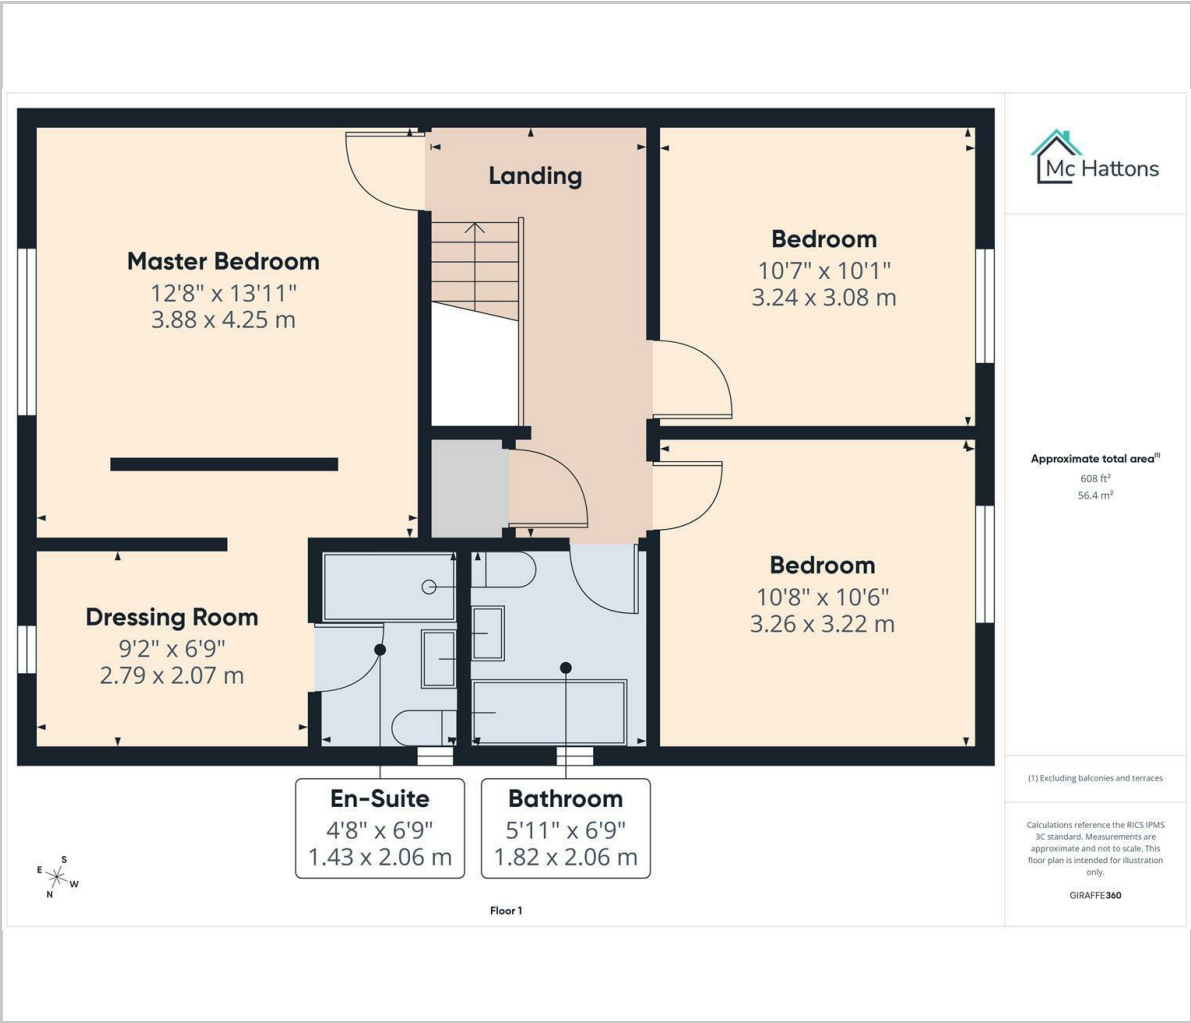 Landing
Mc Hattons
Master Bedroom
12'8" x 13'11"
3.88 x 4.25 m
Bedroom
10'7" x 10'1"
3.24 x 3.08 m
Approximate total area(1)
608 ft²
56.4 m²
Dressing Room
9'2" x 6'9"
2.79 x 2.07 m
Bedroom
10'8" x 10'6"
3.26 x 3.22 m
En-Suite
4'8" x 6'9"
1.43 x 2.06 m
Bathroom
5'11" x 6'9"
1.82 x 2.06 m
(1) Excluding balconies and terraces
Calculations reference the RICS IPMS
3C standard. Measurements are
approximate and not to scale. This
floor plan is intended for illustration
only.
GIRAFFE360
S
E
W
N
Floor 1